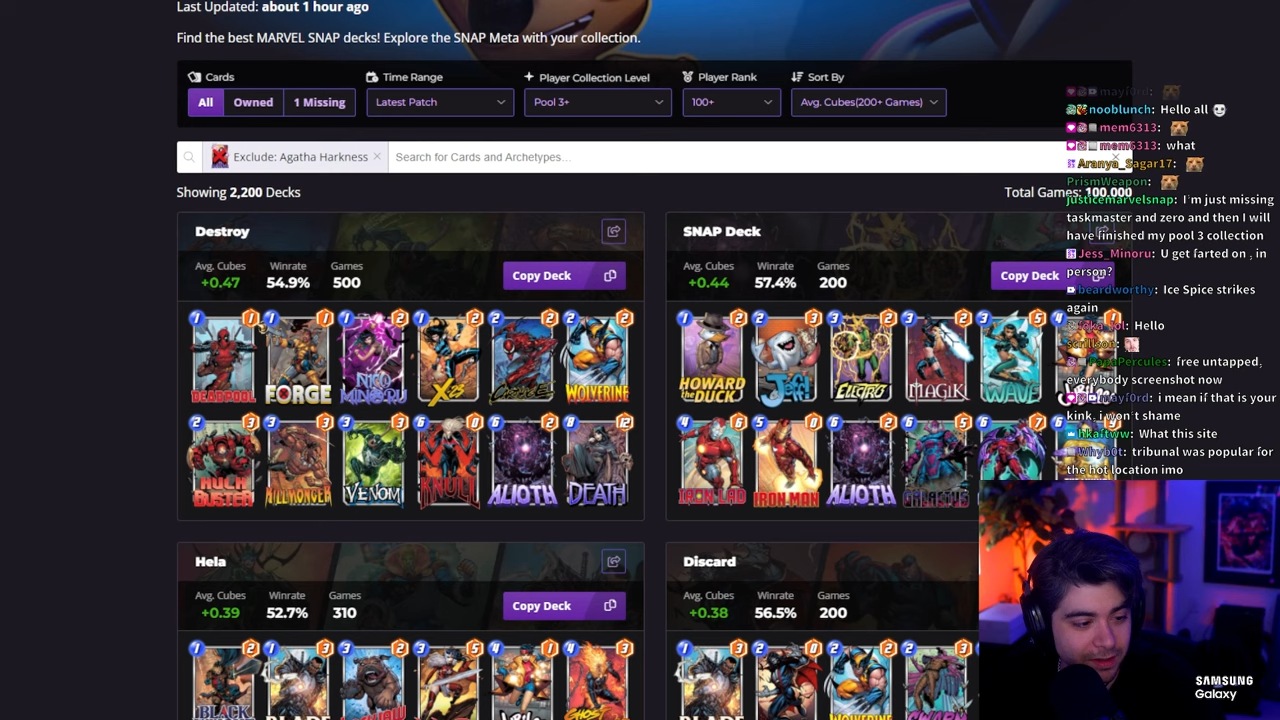 Last Updated: about 1 hour ago
Find the best MARVEL SNAP decks! Explore the SNAP Meta with your collection.
Cards
Time Range
Player Collection Level
Player Rank
Sort By
All
Owned
1 Missing
Latest Patch
Pool 3+
100+
Avg. Cubes(200+ Games)
Exclude: Agatha Harkness
Search for Cards and Archetypes...
Showing 2,200 Decks
Total Games: 100,000
Destroy
Avg. Cubes Winrate Games
+0.47 54.9% 500
Copy Deck
DEADPOOL FORGE NICO MINORU X-23 CARNAGE WOLVERINE
HULK BUSTER KILLMONGER VENOM KNULL ALIOTH DEATH
SNAP Deck
Avg. Cubes Winrate Games
+0.44 57.4% 200
Copy Deck
HOWARD the DUCK Jeff! ELECTRO MAGIK WAVE
IRON LAD IRON MAN ALIOTH GALACTUS
Hela
Avg. Cubes Winrate Games
+0.39 52.7% 310
Copy Deck
BLACK BLADE
Discard
Avg. Cubes Winrate Games
+0.38 56.5% 200
BLADE WOLVERINE SWARM
nooblunch: Hello all
mem6313:
mem6313: what
Aranya_Sagar17:
PrismWeapon:
justicemarvelsnap: I'm just missing
taskmaster and zero and then I will
have finished my pool 3 collection
Jess_Minoru: U get farted on , in
person?
beardworthy: Ice Spice strikes
again
Hello
PapaPercules: free untapped,
everybody screenshot now
mayf0rd: i mean if that is your
kink, i won't shame
hkaitww: What this site
Whyb0t: tribunal was popular for
the hot location imo
SAMSUNG
Galaxy